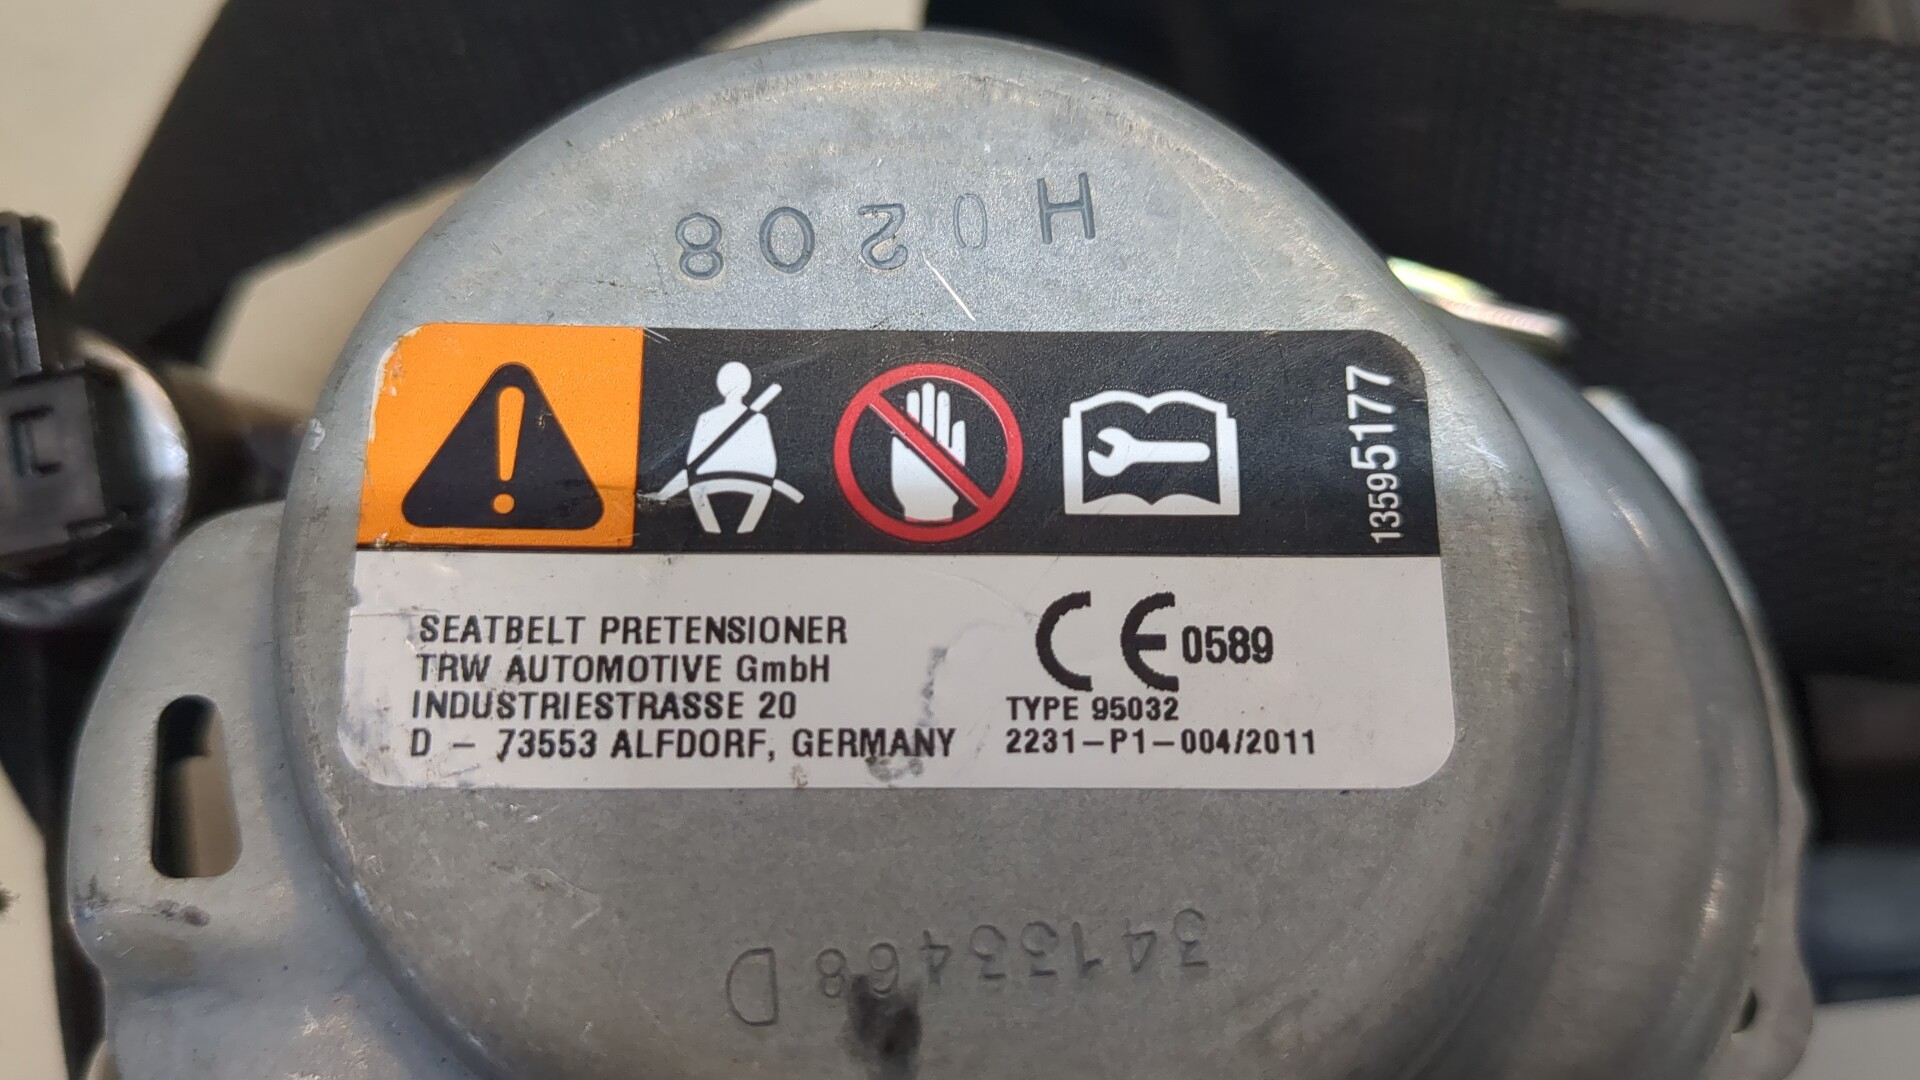 H0208
13595177
SEATBELT PRETENSIONER
TRW AUTOMOTIVE GmbH
INDUSTRIESTRASSE 20
D – 73553 ALFDORF, GERMANY
CE 0589
TYPE 95032
2231–P1–004/2011
34133468D